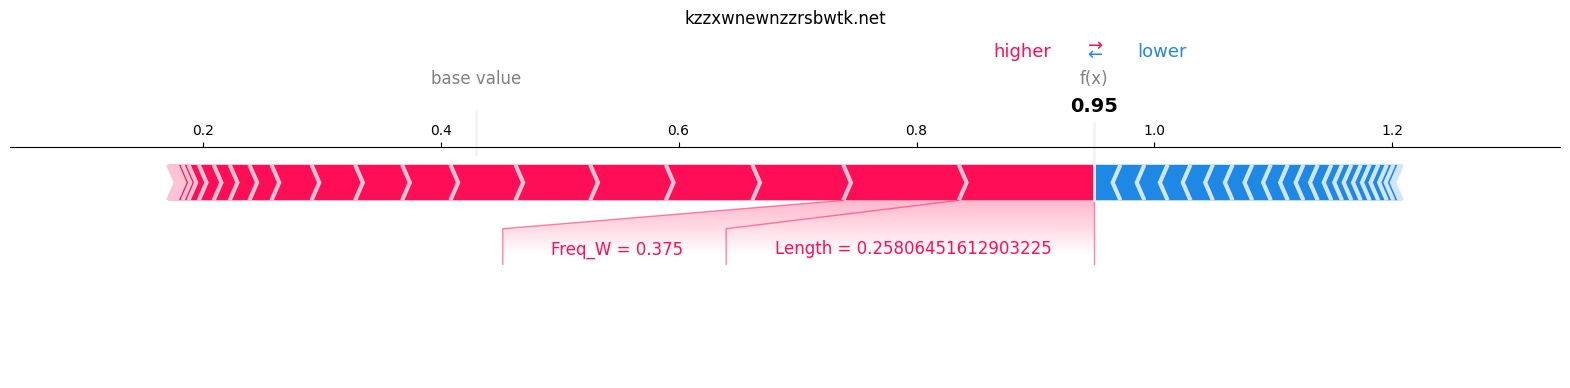 kzzxwnewnzzrsbwtk.net
higher ⇄ lower
base value f(x)
0.95
0.2 0.4 0.6 0.8 1.0 1.2
Freq_W = 0.375 Length = 0.25806451612903225